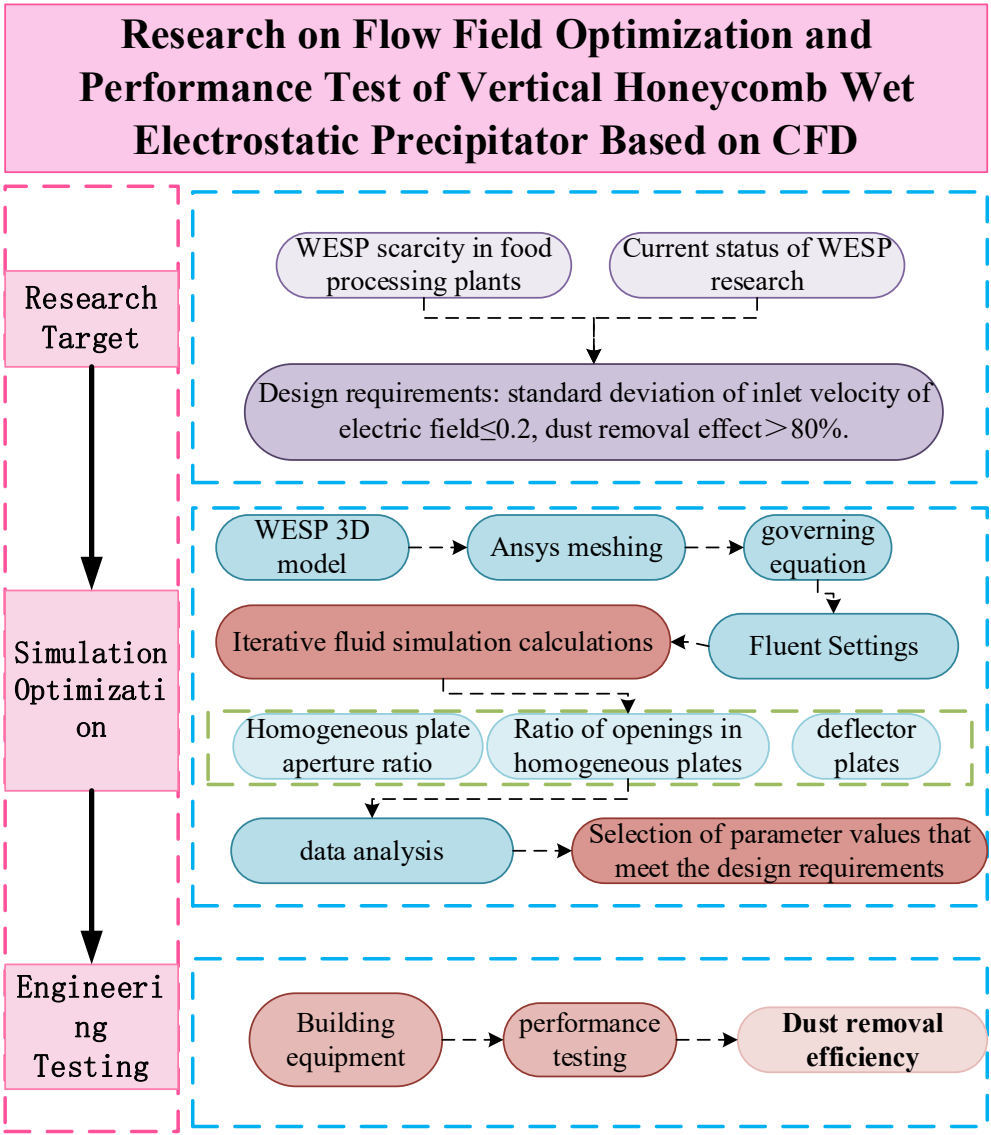 Research on Flow Field Optimization and
Performance Test of Vertical Honeycomb Wet
Electrostatic Precipitator Based on CFD
Research
Target
WESP scarcity in food
processing plants
Current status of WESP
research
Design requirements: standard deviation of inlet velocity of
electric field≤0.2, dust removal effect＞80%.
Simulation
Optimizati
on
WESP 3D
model
Ansys meshing
governing
equation
Iterative fluid simulation calculations
Fluent Settings
Homogeneous plate
aperture ratio
Ratio of openings in
homogeneous plates
deflector
plates
data analysis
Selection of parameter values that
meet the design requirements
Engineeri
ng
Testing
Building
equipment
performance
testing
Dust removal
efficiency